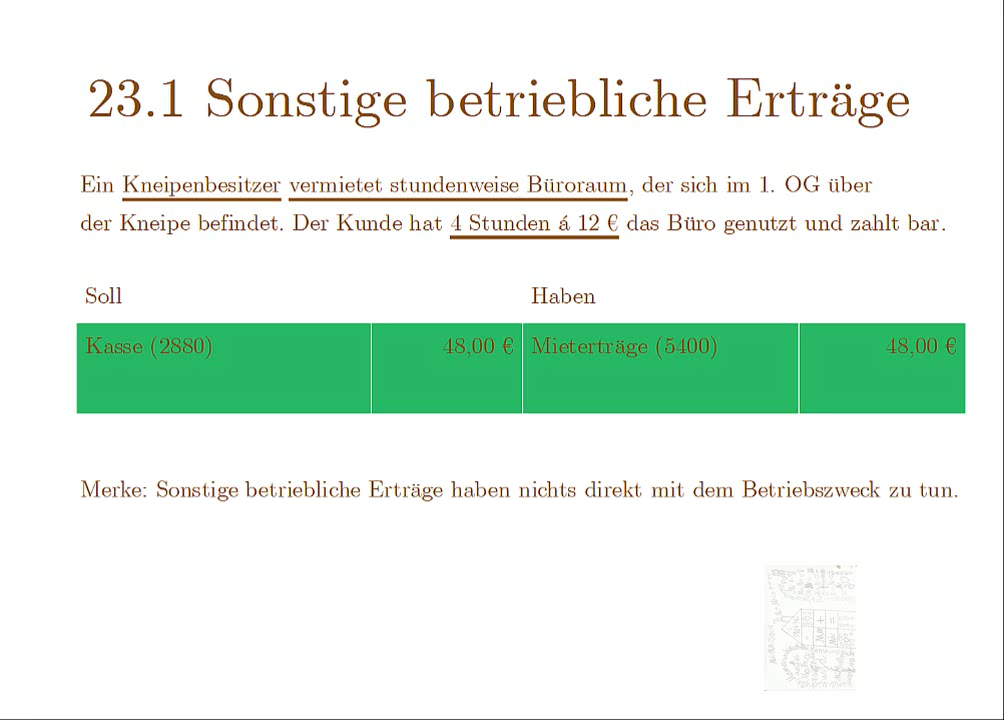 23.1 Sonstige betriebliche Erträge
Ein Kneipenbesitzer vermietet stundenweise Büroraum, der sich im 1. OG über
der Kneipe befindet. Der Kunde hat 4 Stunden á 12 € das Büro genutzt und zahlt bar.
Soll Haben
Kasse (2880) 48,00 € Mieterträge (5400) 48,00 €
Merke: Sonstige betriebliche Erträge haben nichts direkt mit dem Betriebszweck zu tun.